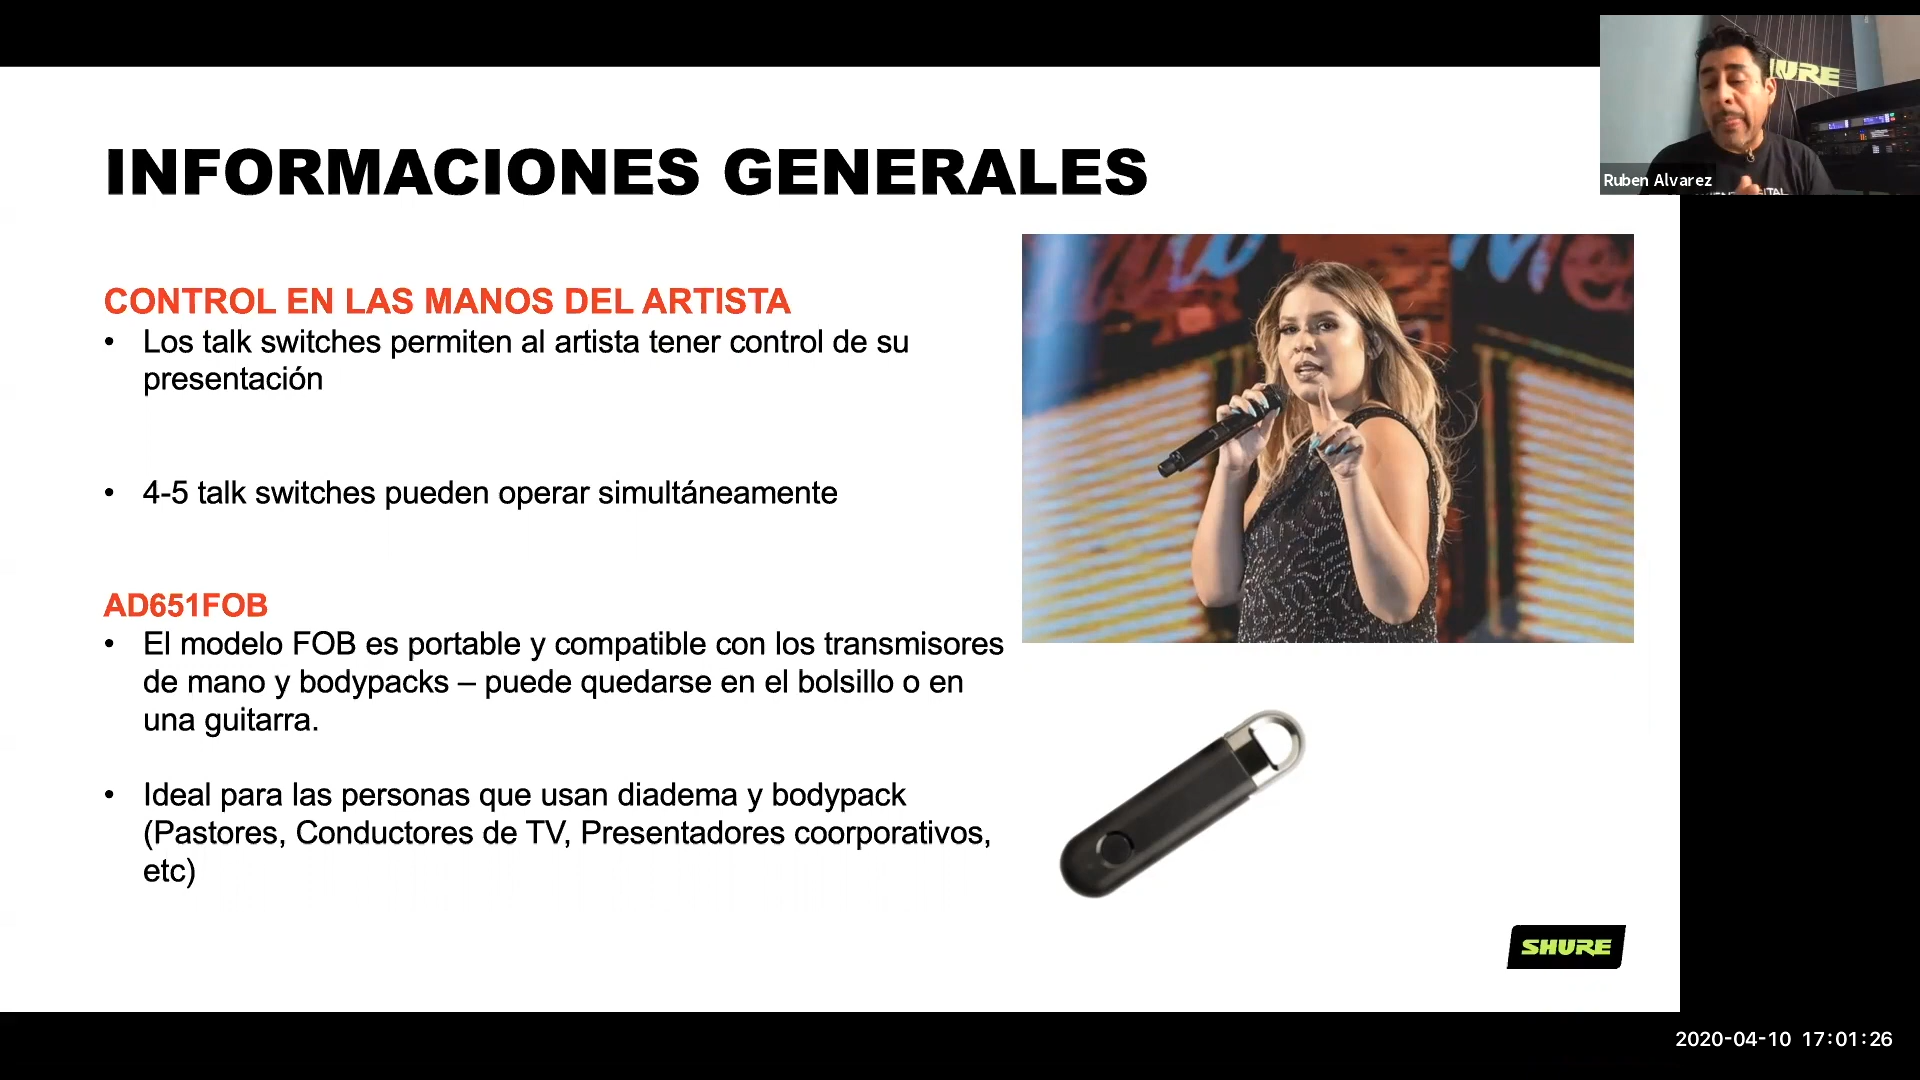 INFORMACIONES GENERALES
CONTROL EN LAS MANOS DEL ARTISTA
• Los talk switches permiten al artista tener control de su
presentación
• 4-5 talk switches pueden operar simultáneamente
AD651FOB
• El modelo FOB es portable y compatible con los transmisores
de mano y bodypacks – puede quedarse en el bolsillo o en
una guitarra.
• Ideal para las personas que usan diadema y bodypack
(Pastores, Conductores de TV, Presentadores coorporativos,
etc)
SHURE
Ruben Alvarez
2020-04-10 17:01:26